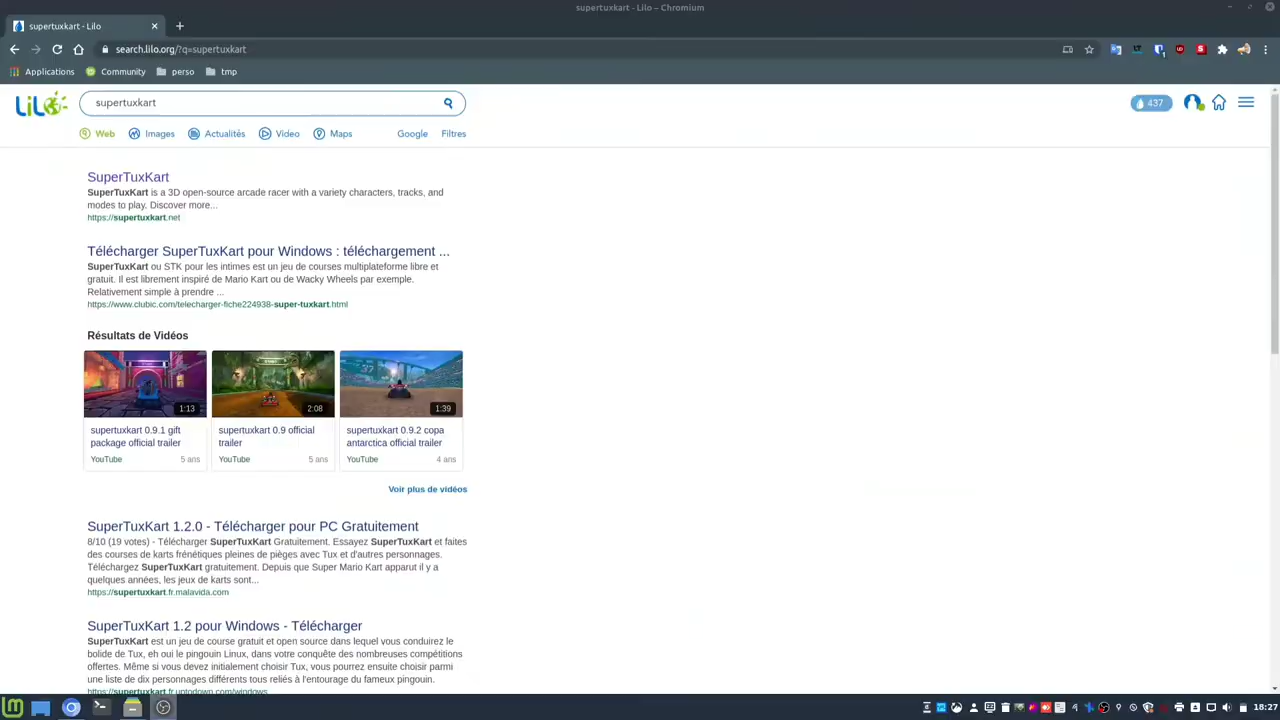 supertuxkart - Lilo – Chromium
supertuxkart - Lilo
search.lilo.org/?q=supertuxkart
Applications Community perso tmp
LiLO
supertuxkart
437
Web Images Actualités Video Maps Google Filtres
SuperTuxKart
SuperTuxKart is a 3D open-source arcade racer with a variety characters, tracks, and
modes to play. Discover more...
https://supertuxkart.net
Télécharger SuperTuxKart pour Windows : téléchargement ...
SuperTuxKart ou STK pour les intimes est un jeu de courses multiplateforme libre et
gratuit. Il est librement inspiré de Mario Kart ou de Wacky Wheels par exemple.
Relativement simple à prendre ...
https://www.clubic.com/telecharger-fiche224938-super-tuxkart.html
Résultats de Vidéos
1:13 2:08 1:39
supertuxkart 0.9.1 gift
package official trailer
YouTube 5 ans
supertuxkart 0.9 official
trailer
YouTube 5 ans
supertuxkart 0.9.2 copa
antarctica official trailer
YouTube 4 ans
Voir plus de vidéos
SuperTuxKart 1.2.0 - Télécharger pour PC Gratuitement
8/10 (19 votes) - Télécharger SuperTuxKart Gratuitement. Essayez SuperTuxKart et faites
des courses de karts frénétiques pleines de pièges avec Tux et d'autres personnages.
Téléchargez SuperTuxKart gratuitement. Depuis que Super Mario Kart apparut il y a
quelques années, les jeux de karts sont...
https://supertuxkart.fr.malavida.com
SuperTuxKart 1.2 pour Windows - Télécharger
SuperTuxKart est un jeu de course gratuit et open source dans lequel vous conduirez le
bolide de Tux, eh oui le pingouin Linux, dans votre conquête des nombreuses compétitions
offertes. Même si vous devez initialement choisir Tux, vous pourrez ensuite choisir parmi
une liste de dix personnages différents tous reliés à l'entourage du fameux pingouin.
https://supertuxkart.fr.uptodown.com/windows
18:27